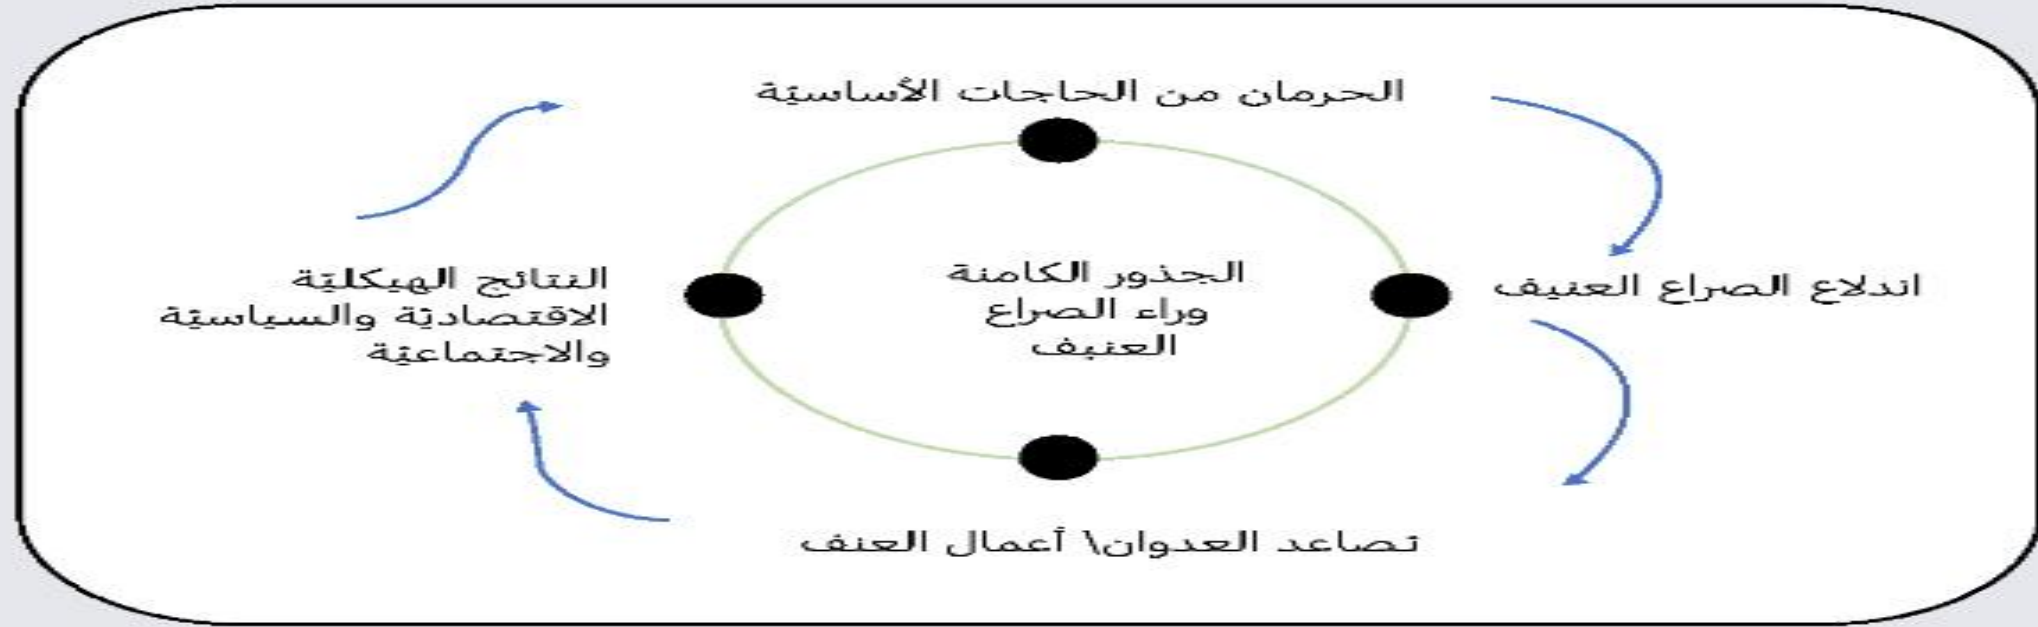 الحرمان من الحاجات الأساسيّة
اندلاع الصراع العنيف
تصاعد العدوان\ أعمال العنف
النتائج الهيكليّة
الاقتصاديّة والسياسيّة
والاجتماعيّة
الجذور الكامنة
وراء الصراع
العنيف